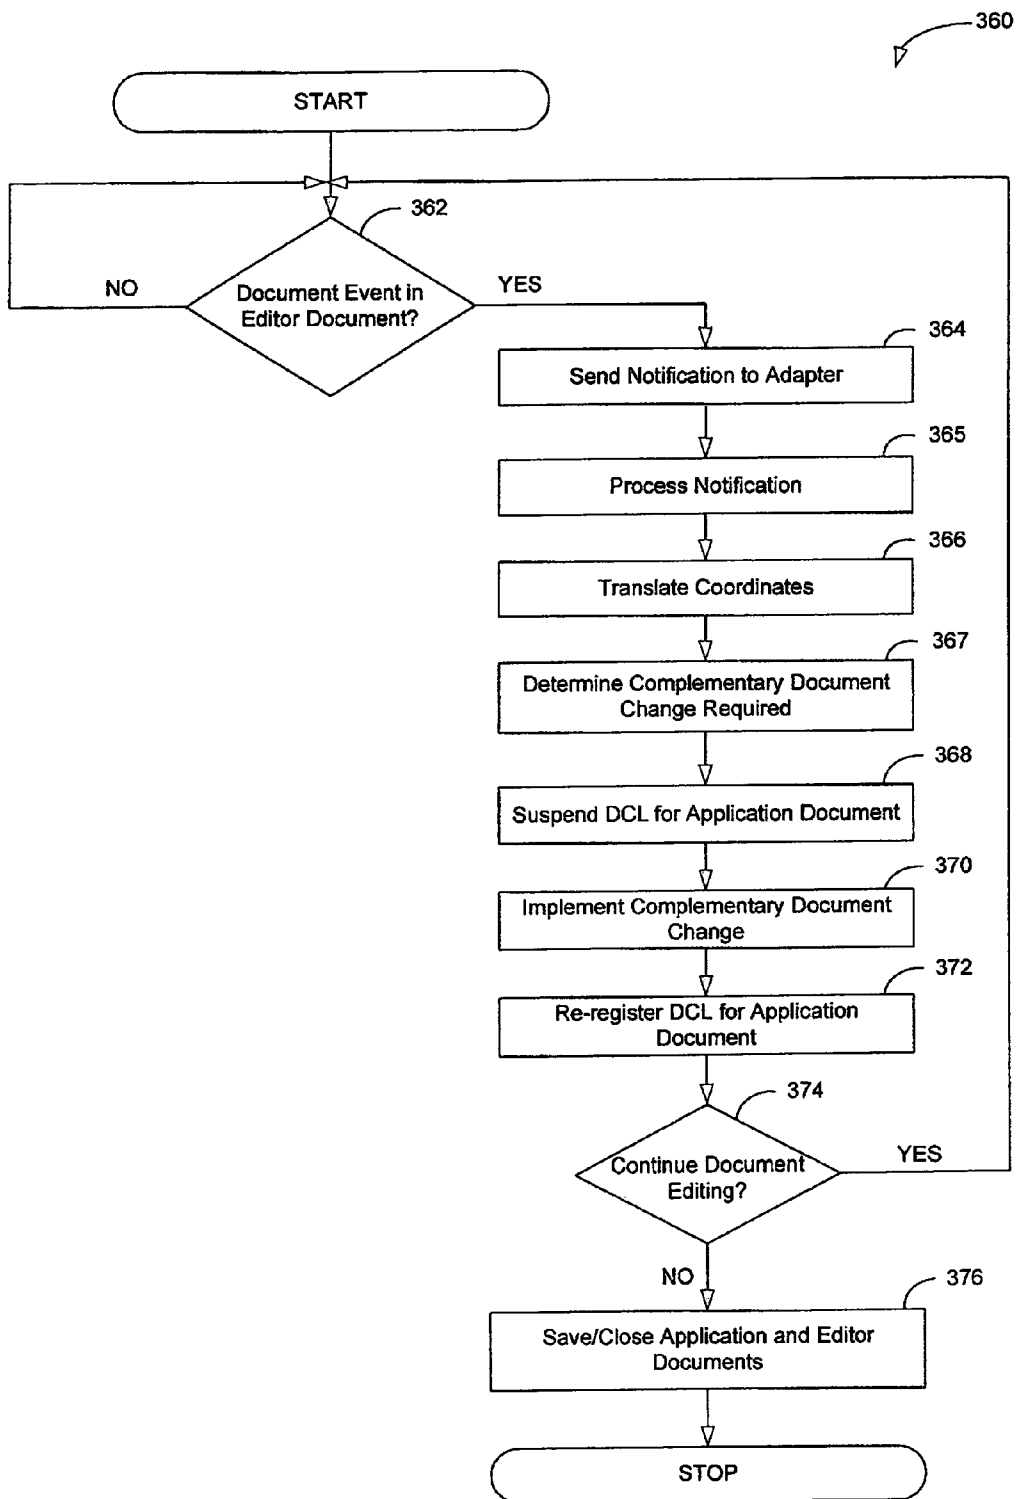 360
START
362
NO
Document Event in
Editor Document?
YES
364
Send Notification to Adapter
365
Process Notification
366
Translate Coordinates
367
Determine Complementary Document
Change Required
368
Suspend DCL for Application Document
370
Implement Complementary Document
Change
372
Re-register DCL for Application
Document
374
Continue Document
Editing?
YES
NO
376
Save/Close Application and Editor
Documents
STOP